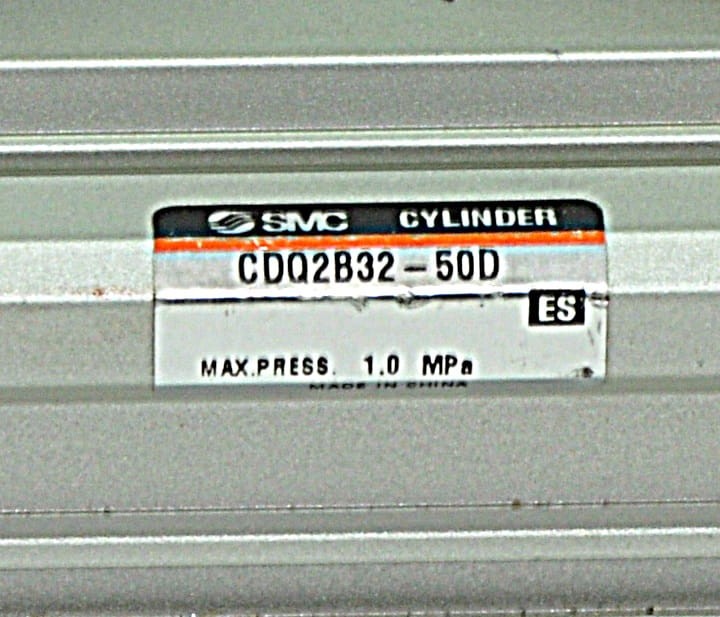 SMC CYLINDER
CDQ2B32-50D
ES
MAX.PRESS. 1.0 MPa
MADE IN CHINA